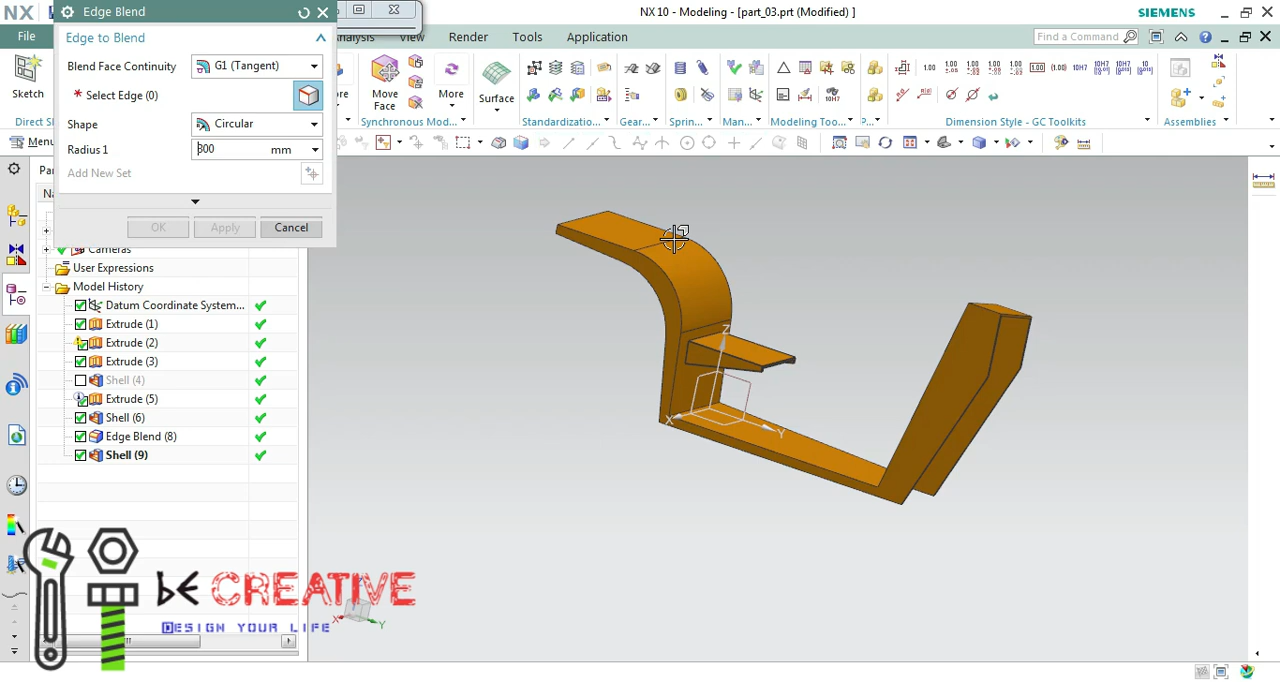 NX
Edge Blend
NX 10 - Modeling - [part_03.prt (Modified) ]
SIEMENS
File
Analysis
View
Render
Tools
Application
Find a Command
Edge to Blend
Blend Face Continuity
G1 (Tangent)
* Select Edge (0)
Shape
Circular
Radius 1
300
mm
Add New Set
OK
Apply
Cancel
Sketch
Move
Face
More
Surface
Direct S
Synchronous Mod...
Standardization...
Gear...
Sprin...
Man...
Modeling Too...
P...
Dimension Style - GC Toolkits
Assemblies
Menu
Cameras
User Expressions
Model History
Datum Coordinate System...
Extrude (1)
Extrude (2)
Extrude (3)
Shell (4)
Extrude (5)
Shell (6)
Edge Blend (8)
Shell (9)
Z
X
Y
bE CREATIVE
DESIGN YOUR LIFE
X
Y